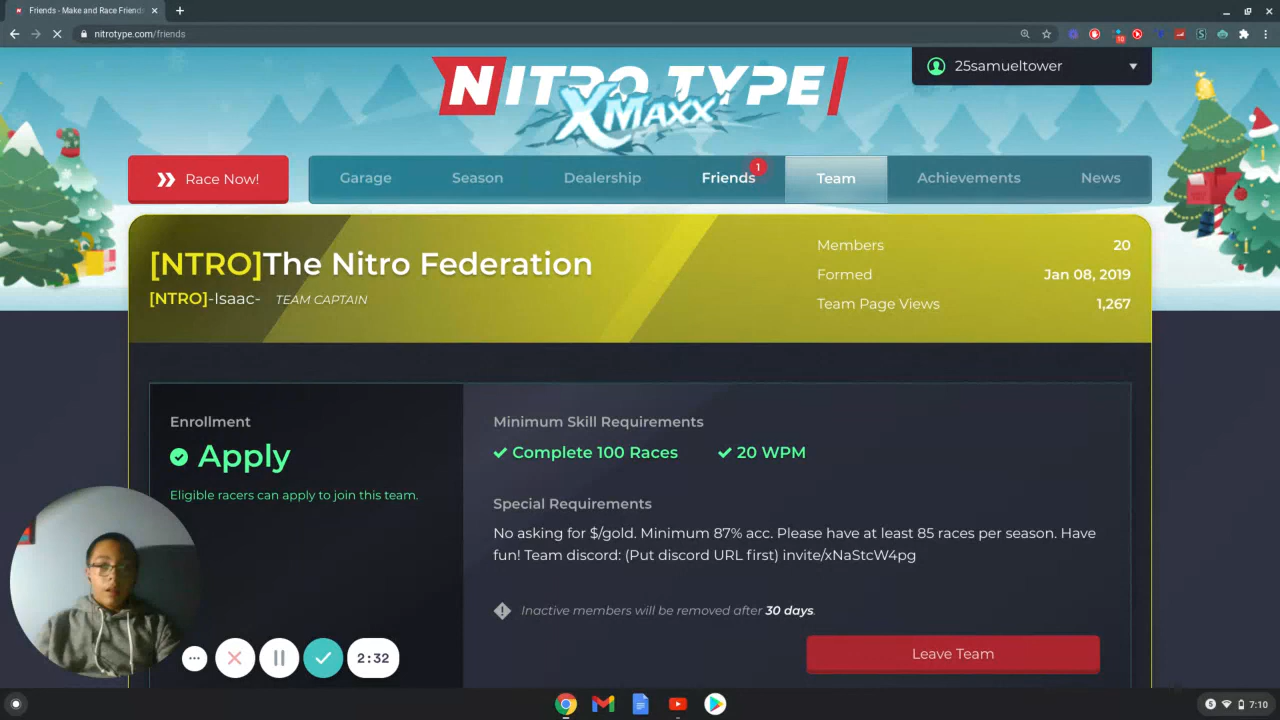 Friends - Make and Race Friends
nitrotype.com/friends
10
NITRO TYPE
XMAXX
25samueltower
Race Now!
Garage
Season
Dealership
Friends
1
Team
Achievements
News
[NTRO]The Nitro Federation
[NTRO]-Isaac- TEAM CAPTAIN
Members 20
Formed Jan 08, 2019
Team Page Views 1,267
Enrollment
Apply
Eligible racers can apply to join this team.
Minimum Skill Requirements
Complete 100 Races 20 WPM
Special Requirements
No asking for $/gold. Minimum 87% acc. Please have at least 85 races per season. Have
fun! Team discord: (Put discord URL first) invite/xNaStcW4pg
Inactive members will be removed after 30 days.
Leave Team
2:32
5
7:10